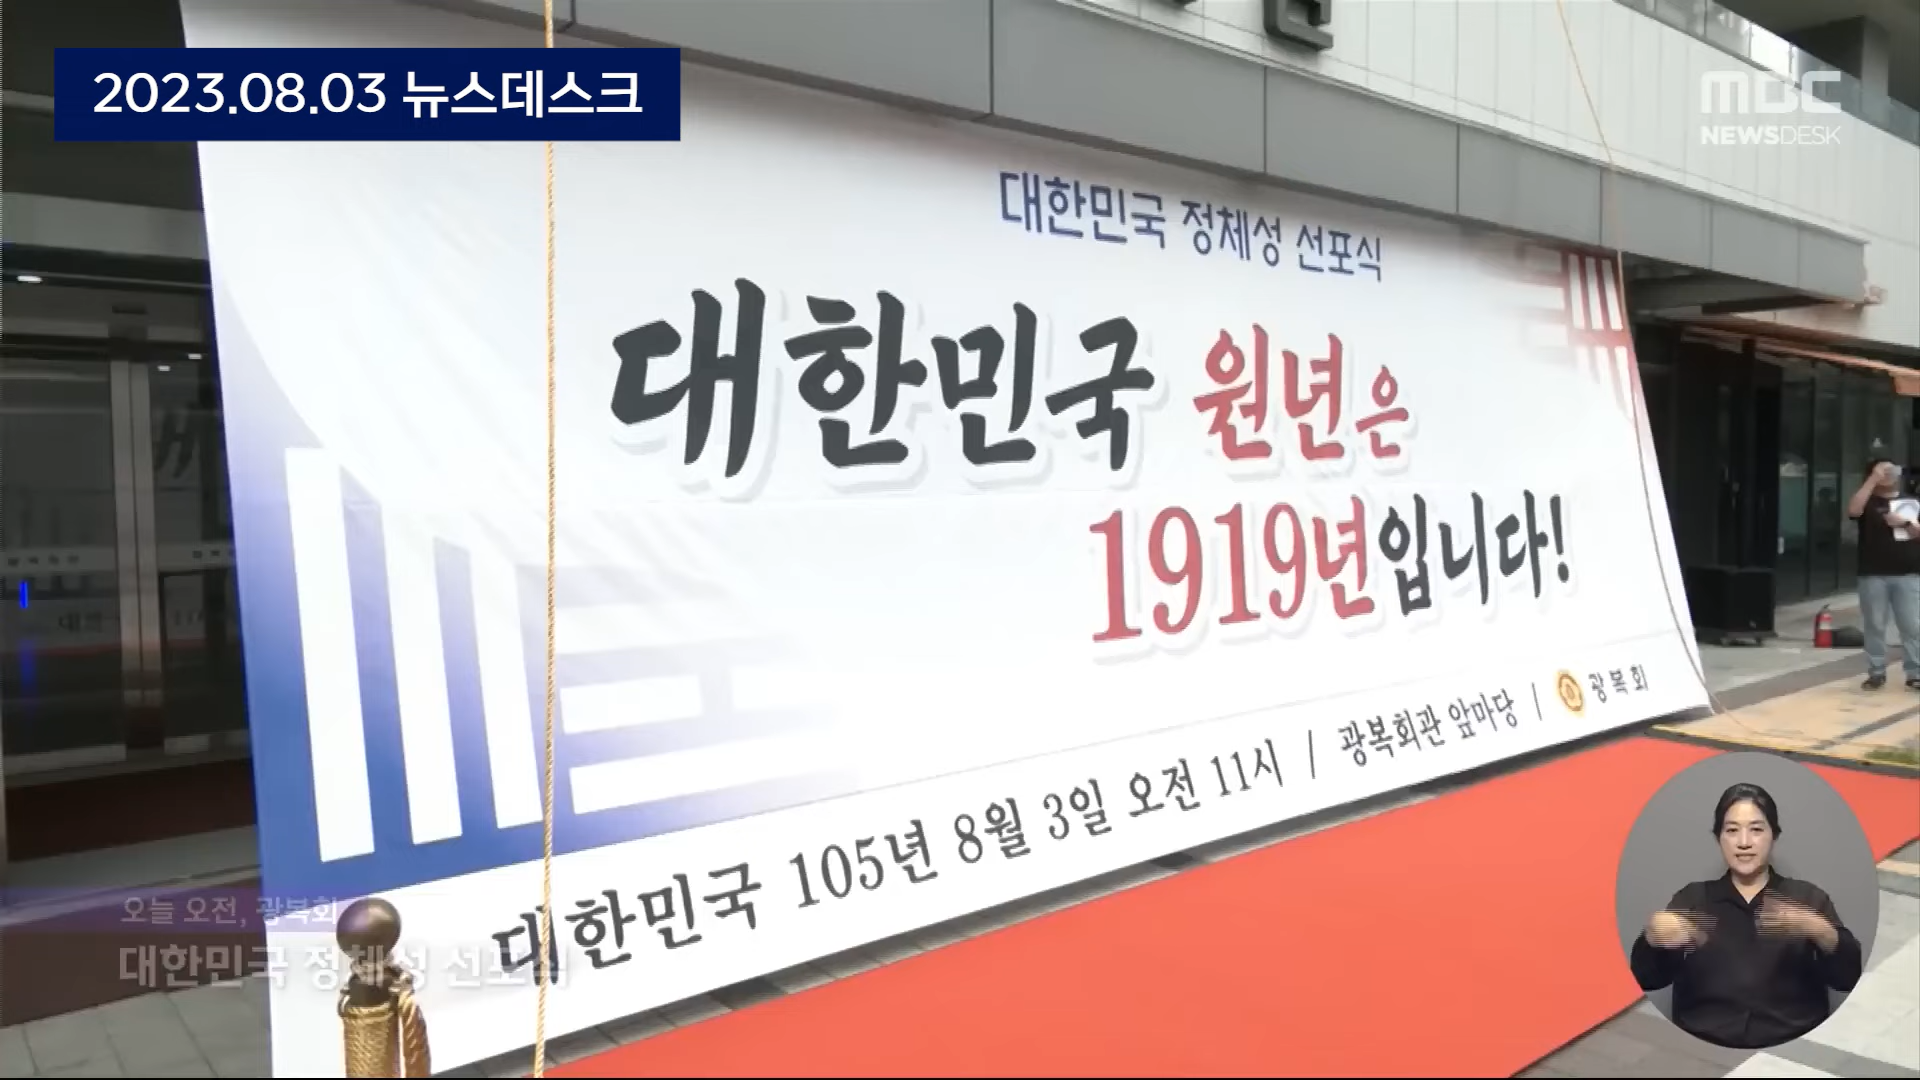 2023.08.03 뉴스데스크
MBC
NEWSDESK
대한민국 정체성 선포식
대한민국 원년은
1919년입니다!
대한민국 105년 8월 3일 오전 11시 / 광복회관 앞마당 / 광복회
오늘 오전, 광복회
대한민국 정체성 선포식